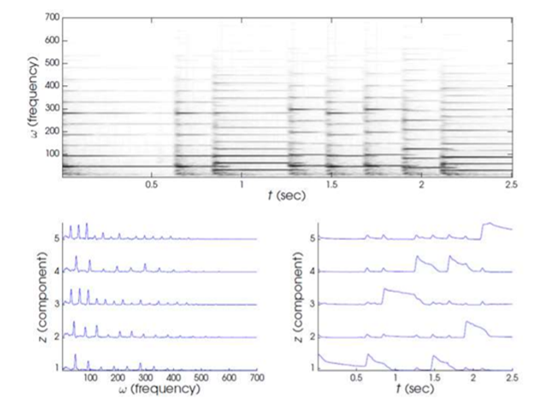 700
600
500
400
300
200
100
ω (frequency)
0.5 1 1.5 2 2.5
t (sec)
5
4
3
2
1
z (component)
100 200 300 400 500 600 700
ω (frequency)
5
4
3
2
1
z (component)
0.5 1 1.5 2 2.5
t (sec)